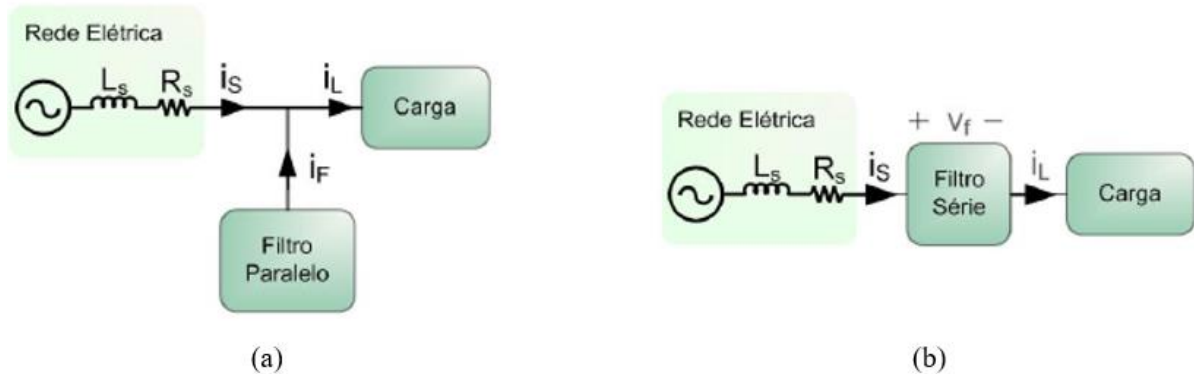 Rede Elétrica
Ls Rs iS iL
Carga
iF
Filtro
Paralelo
(a)
Rede Elétrica
+ Vf −
Ls Rs iS iL
Filtro
Série
Carga
(b)